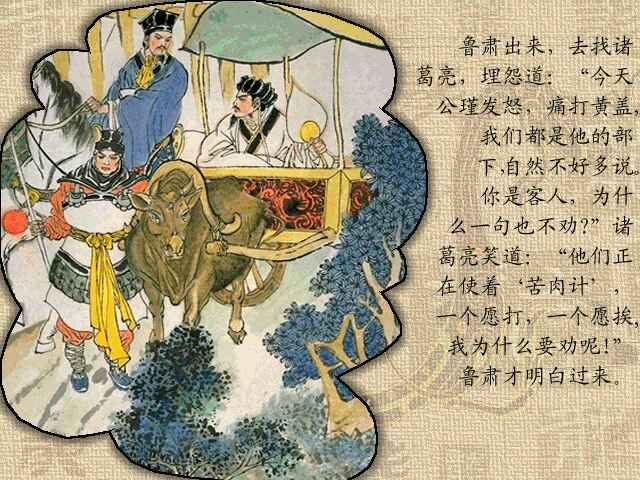 鲁肃出来，去找诸
葛亮，埋怨道：“今天
公瑾发怒，痛打黄盖，
我们都是他的部
下，自然不好多说。
你是客人，为什
么一句也不劝？”诸
葛亮笑道：“他们正
在使着‘苦肉计’，
一个愿打，一个愿挨，
我为什么要劝呢！”
鲁肃才明白过来。